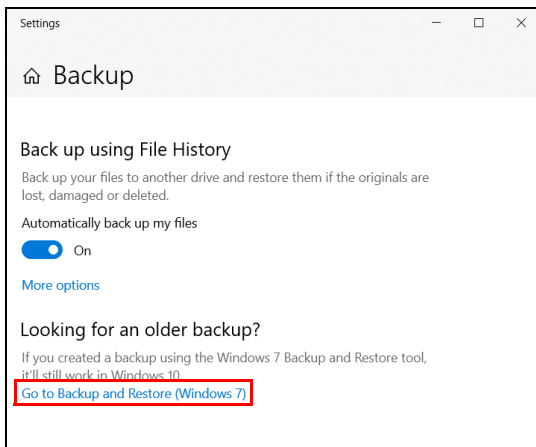 Settings
Backup
Back up using File History
Back up your files to another drive and restore them if the originals are
lost, damaged or deleted.
Automatically back up my files
On
More options
Looking for an older backup?
If you created a backup using the Windows 7 Backup and Restore tool,
it'll still work in Windows 10.
Go to Backup and Restore (Windows 7)